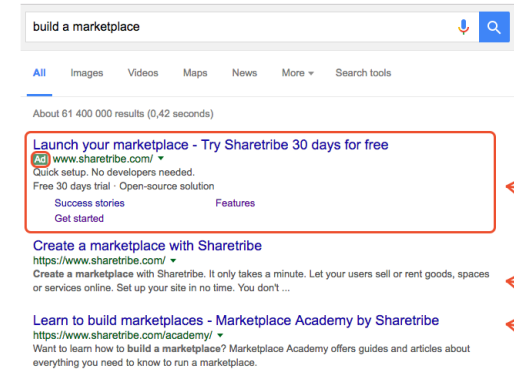 build a marketplace
All Images Videos Maps News More Search tools
About 61 400 000 results (0,42 seconds)
Launch your marketplace - Try Sharetribe 30 days for free
Ad www.sharetribe.com/
Quick setup. No developers needed.
Free 30 days trial · Open-source solution
Success stories Features
Get started
Create a marketplace with Sharetribe
https://www.sharetribe.com/
Create a marketplace with Sharetribe. It only takes a minute. Let your users sell or rent goods, spaces
or services online. Set up your site in no time. You don't ...
Learn to build marketplaces - Marketplace Academy by Sharetribe
https://www.sharetribe.com/academy/
Want to learn how to build a marketplace? Marketplace Academy offers guides and articles about
everything you need to know to run a marketplace.